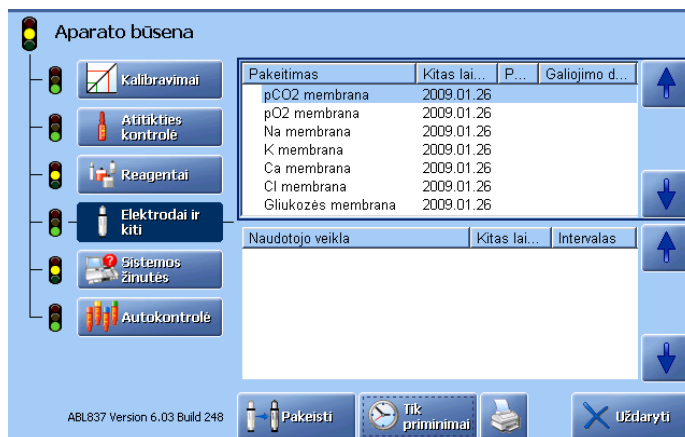 Aparato būsena
Kalibravimai
Atitikties
kontrolė
Reagentai
Elektrodai ir
kiti
Sistemos
žinutės
Autokontrolė
Pakeitimas Kitas lai... P... Galiojimo d...
pCO2 membrana 2009.01.26
pO2 membrana 2009.01.26
Na membrana 2009.01.26
K membrana 2009.01.26
Ca membrana 2009.01.26
Cl membrana 2009.01.26
Gliukozės membrana 2009.01.26
Naudotojo veikla Kitas lai... Intervalas
ABL837 Version 6.03 Build 248
Pakeisti
Tik
priminimai
Uždaryti